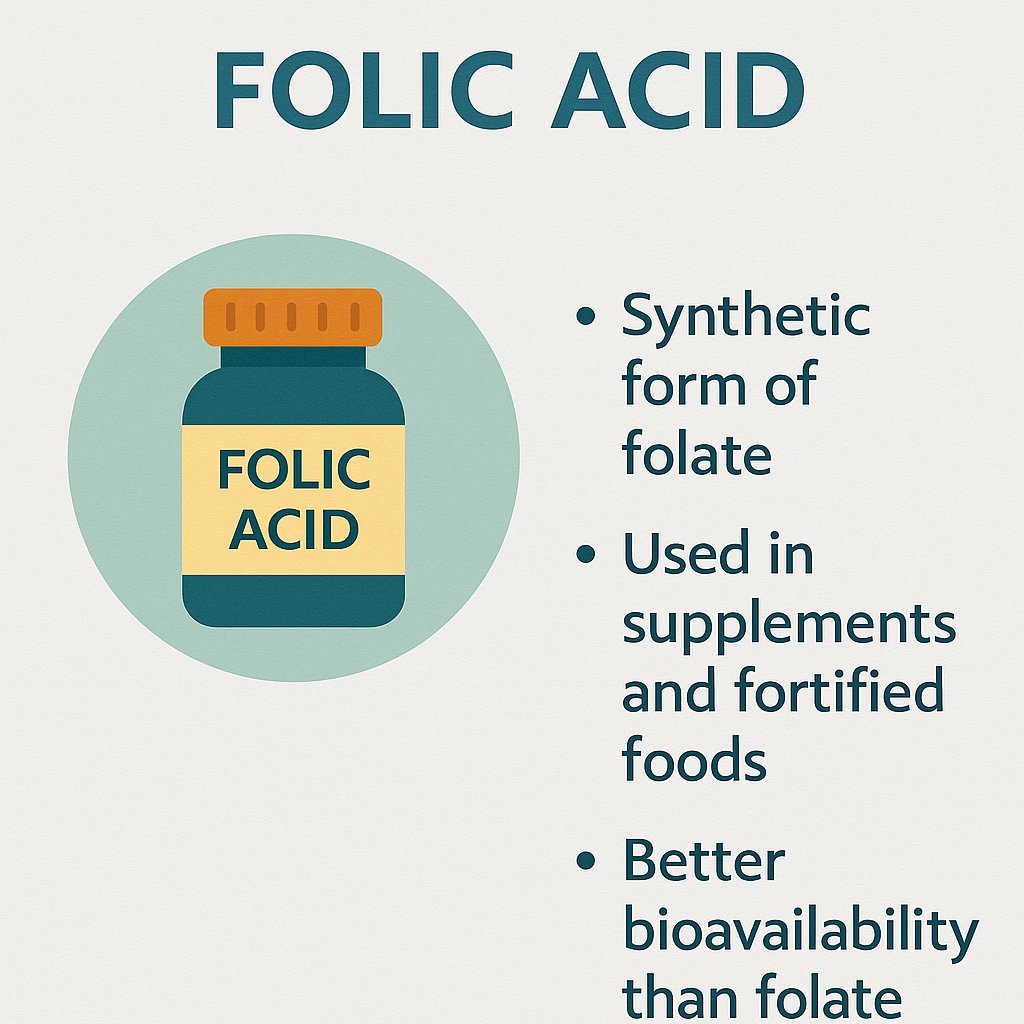 FOLIC ACID
FOLIC
ACID
• Synthetic
form of
folate
• Used in
supplements
and fortified
foods
• Better
bioavailability
than folate